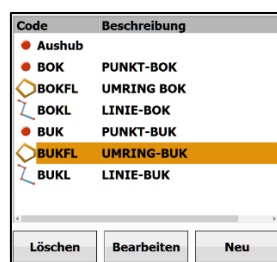 Code Beschreibung
Aushub
BOK PUNKT-BOK
BOKFL UMRING BOK
BOKL LINIE-BOK
BUK PUNKT-BUK
BUKFL UMRING-BUK
BUKL LINIE-BUK
Löschen Bearbeiten Neu